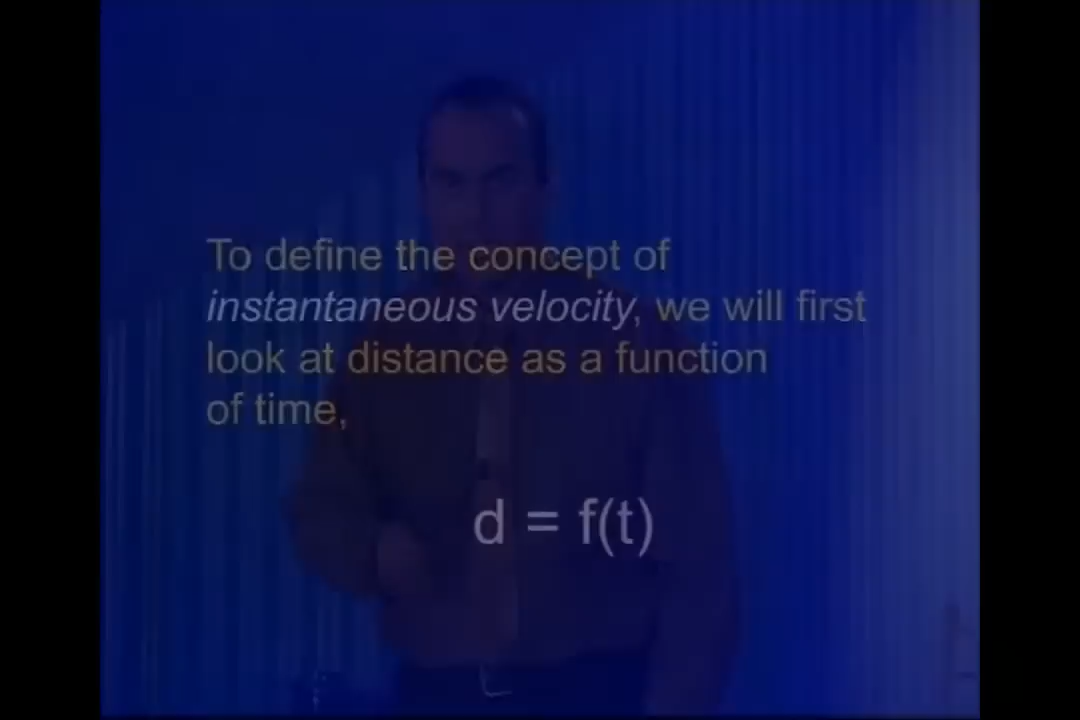 To define the concept of
instantaneous velocity, we will first
look at distance as a function
of time,
d = f(t)